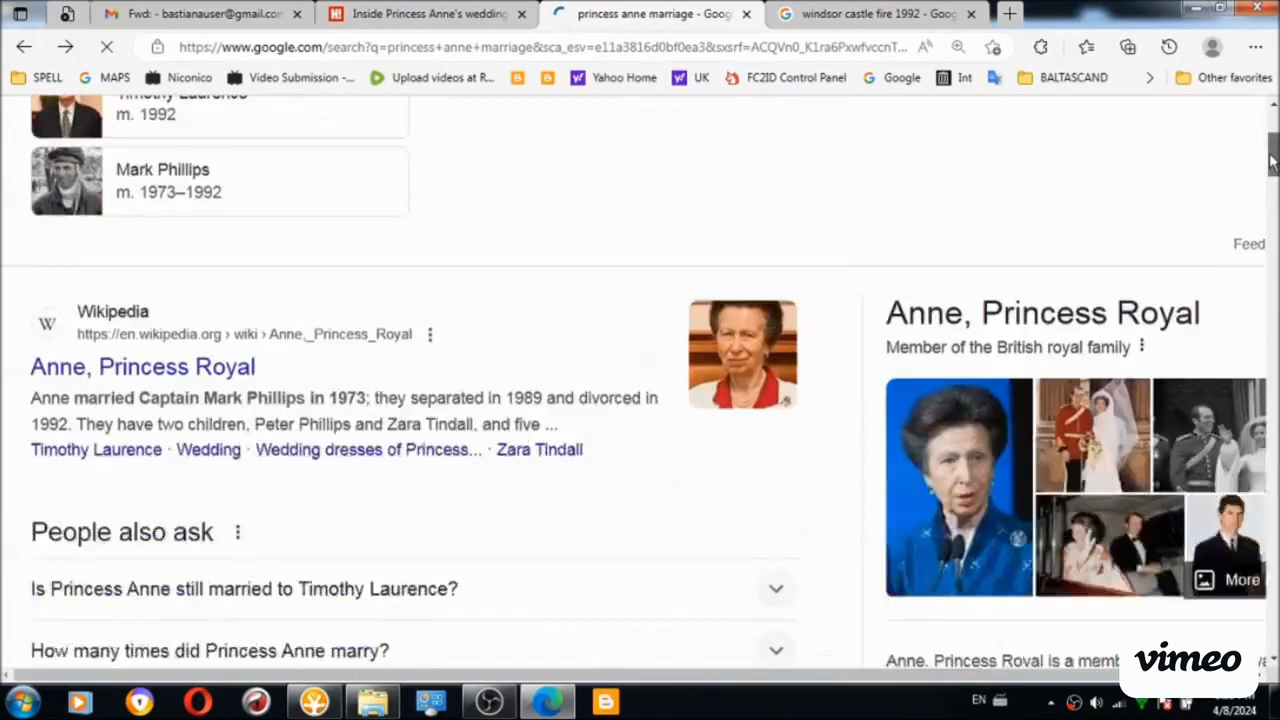 Fwd: - bastianauser@gmail.com
Inside Princess Anne's wedding
princess anne marriage - Goog
windsor castle fire 1992 - Goog
https://www.google.com/search?q=princess+anne+marriage&sca_esv=e11a3816d0bf0ea3&sxsrf=ACQVn0_K1ra6PxwfvccnT...
SPELL
MAPS
Niconico
Video Submission -...
Upload videos at R...
Yahoo Home
UK
FC2ID Control Panel
Google
Int
BALTASCAND
Other favorites
Timothy Laurence
m. 1992
Mark Phillips
m. 1973–1992
Feed
Wikipedia
https://en.wikipedia.org › wiki › Anne,_Princess_Royal
Anne, Princess Royal
Anne married Captain Mark Phillips in 1973; they separated in 1989 and divorced in
1992. They have two children, Peter Phillips and Zara Tindall, and five ...
Timothy Laurence · Wedding · Wedding dresses of Princess... · Zara Tindall
People also ask
Is Princess Anne still married to Timothy Laurence?
How many times did Princess Anne marry?
Anne, Princess Royal
Member of the British royal family
More
Anne, Princess Royal is a memb
vimeo
EN
4/8/2024